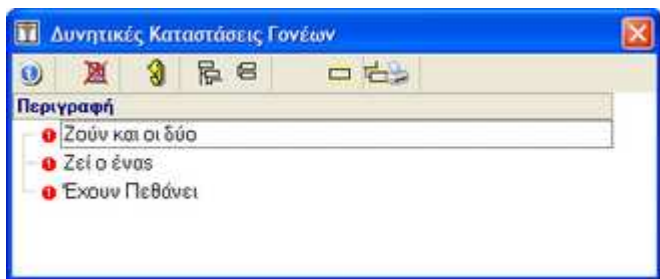 Δυνητικές Καταστάσεις Γονέων
Περιγραφή
Ζούν και οι δύο
Ζεί ο ένας
Έχουν Πεθάνει